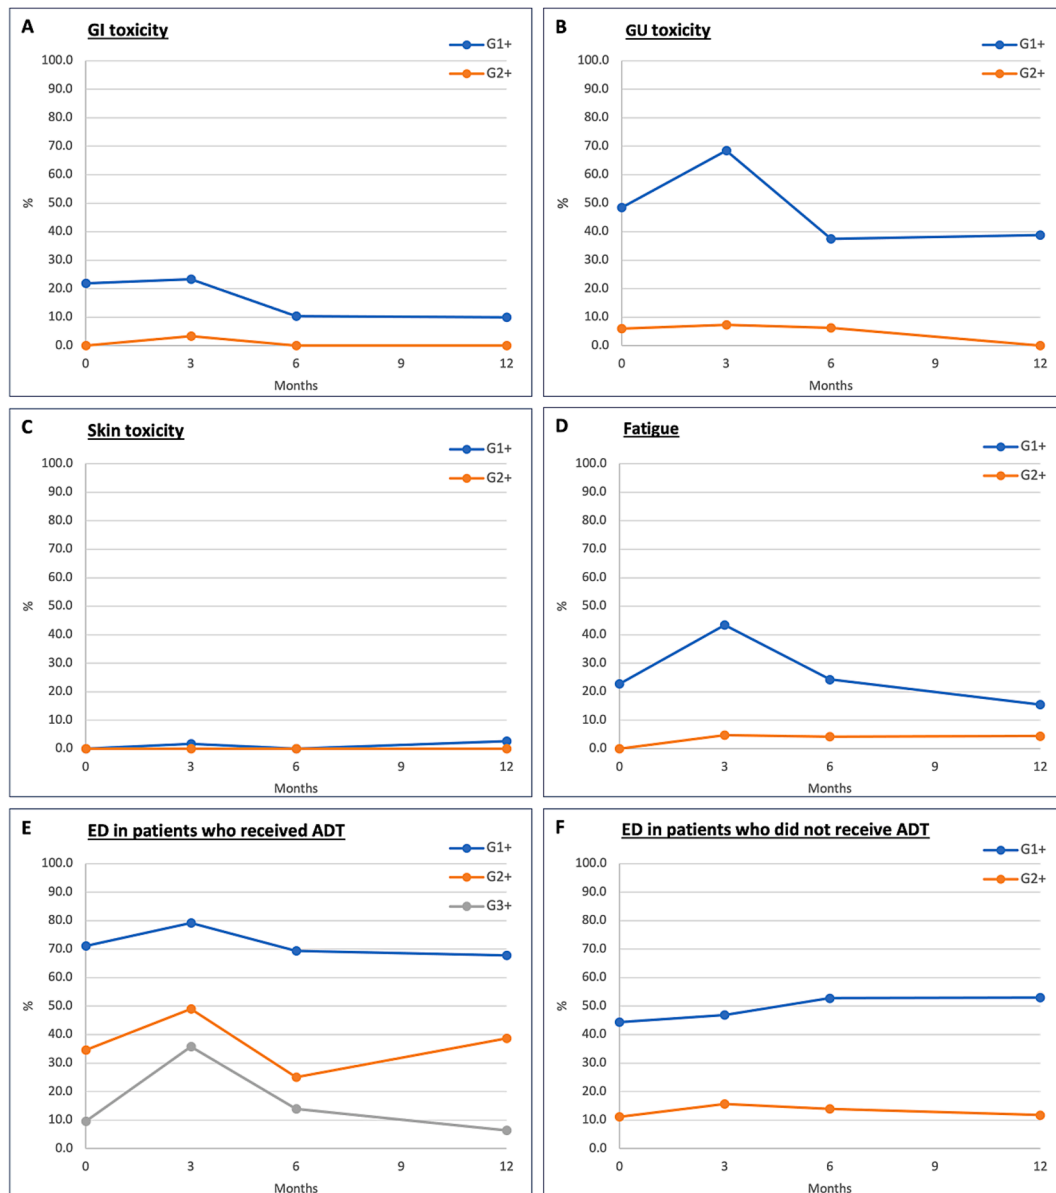 A GI toxicity
G1+
G2+
100.0
90.0
80.0
70.0
60.0
50.0
40.0
30.0
20.0
10.0
0.0
%
0 3 6 9 12
Months
B GU toxicity
G1+
G2+
100.0
90.0
80.0
70.0
60.0
50.0
40.0
30.0
20.0
10.0
0.0
%
0 3 6 9 12
Months
C Skin toxicity
G1+
G2+
100.0
90.0
80.0
70.0
60.0
50.0
40.0
30.0
20.0
10.0
0.0
%
0 3 6 9 12
Months
D Fatigue
G1+
G2+
100.0
90.0
80.0
70.0
60.0
50.0
40.0
30.0
20.0
10.0
0.0
%
0 3 6 9 12
Months
E ED in patients who received ADT
G1+
G2+
G3+
100.0
90.0
80.0
70.0
60.0
50.0
40.0
30.0
20.0
10.0
0.0
%
0 3 6 9 12
Months
F ED in patients who did not receive ADT
G1+
G2+
100.0
90.0
80.0
70.0
60.0
50.0
40.0
30.0
20.0
10.0
0.0
%
0 3 6 9 12
Months